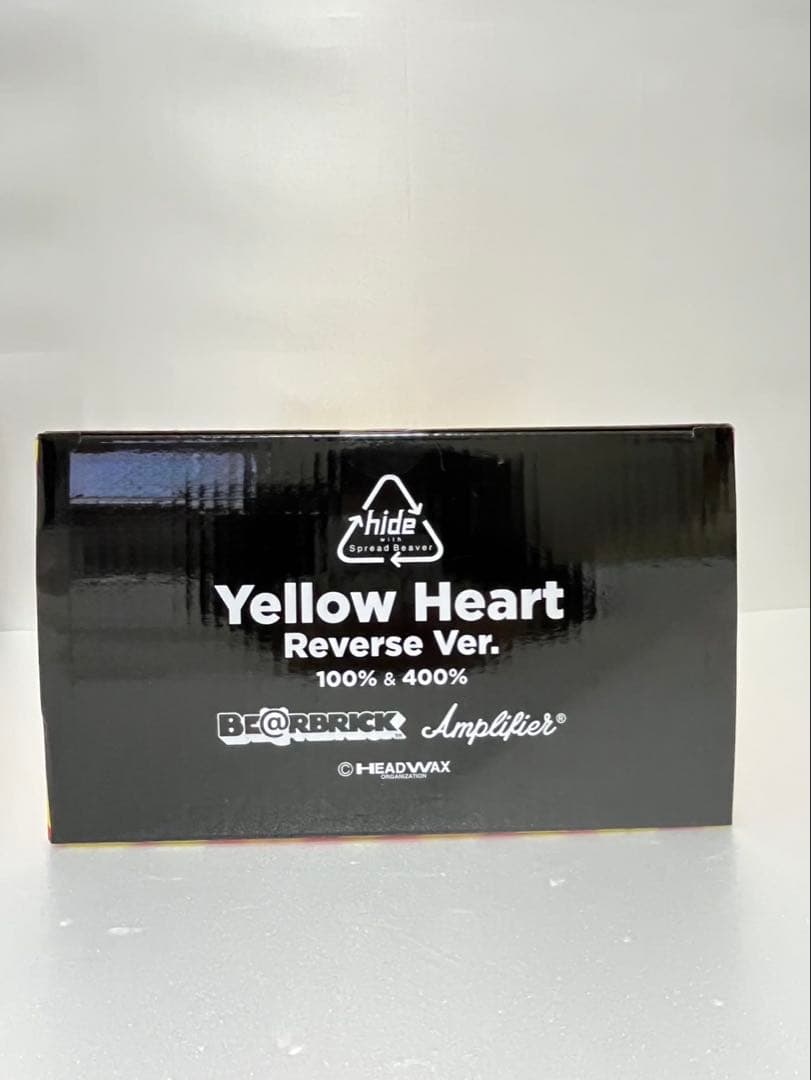 hide
with
Spread Beaver
Yellow Heart
Reverse Ver.
100% & 400%
BE@RBRICK Amplifier®
© HEADWAX
ORGANIZATION